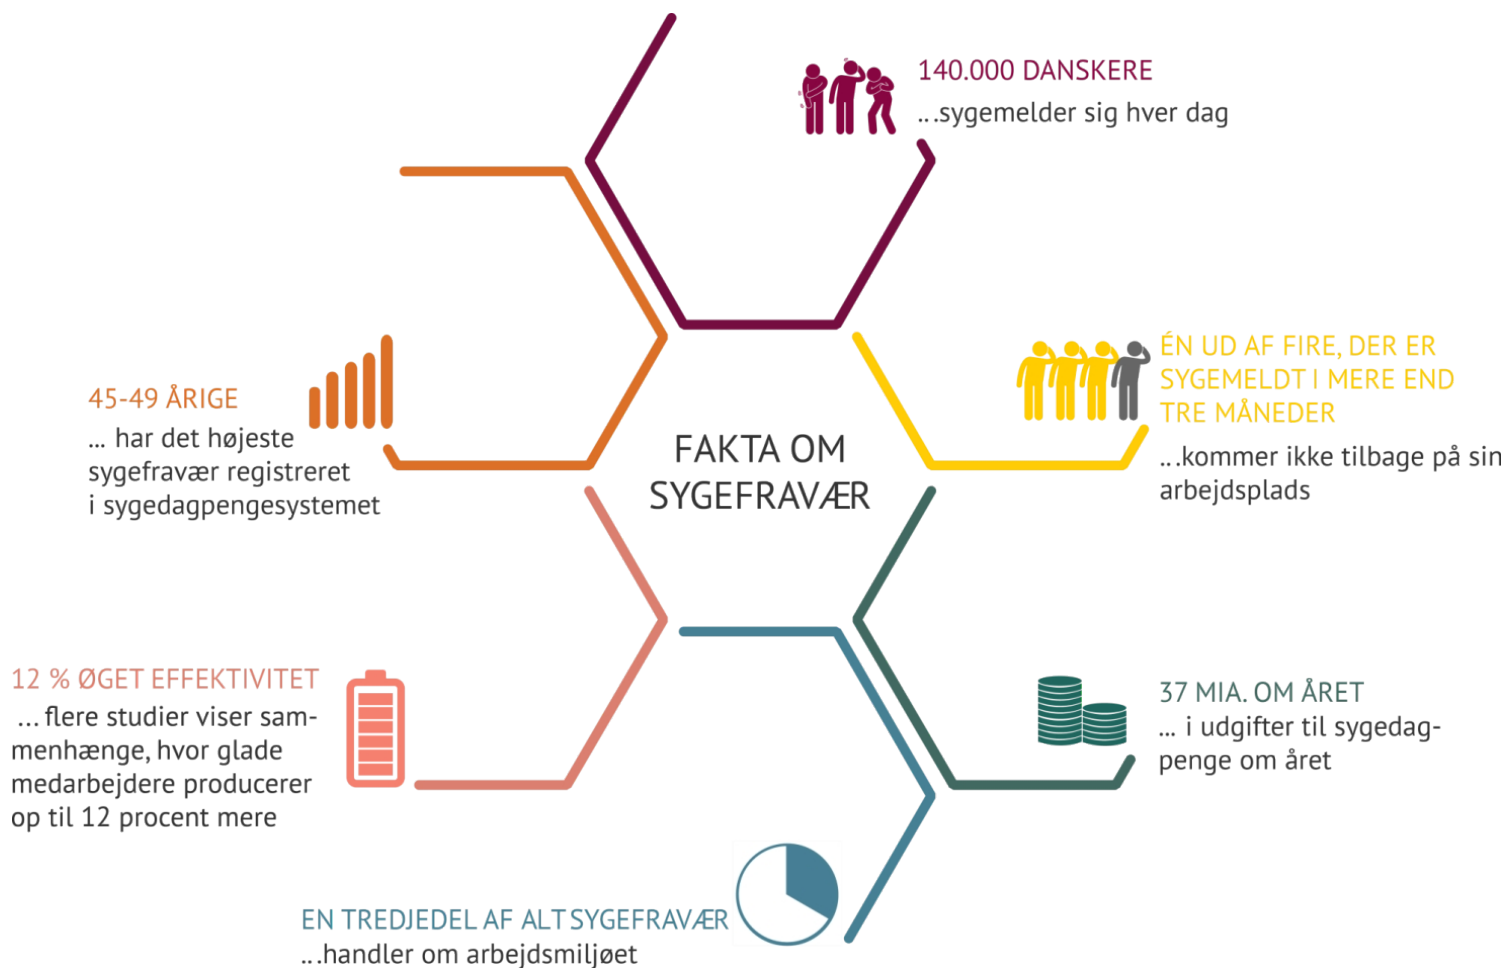 140.000 DANSKERE
...sygemelder sig hver dag
ÉN UD AF FIRE, DER ER
SYGEMELDT I MERE END
TRE MÅNEDER
...kommer ikke tilbage på sin
arbejdsplads
45-49 ÅRIGE
... har det højeste
sygefravær registreret
i sygedagpengesystemet
FAKTA OM
SYGEFRAVÆR
12 % ØGET EFFEKTIVITET
... flere studier viser sam-
menhænge, hvor glade
medarbejdere producerer
op til 12 procent mere
37 MIA. OM ÅRET
... i udgifter til sygedag-
penge om året
EN TREDJEDEL AF ALT SYGEFRAVÆR
...handler om arbejdsmiljøet